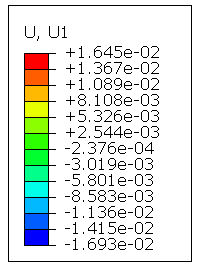 U, U1
+1.645e-02
+1.367e-02
+1.089e-02
+8.108e-03
+5.326e-03
+2.544e-03
-2.376e-04
-3.019e-03
-5.801e-03
-8.583e-03
-1.136e-02
-1.415e-02
-1.693e-02